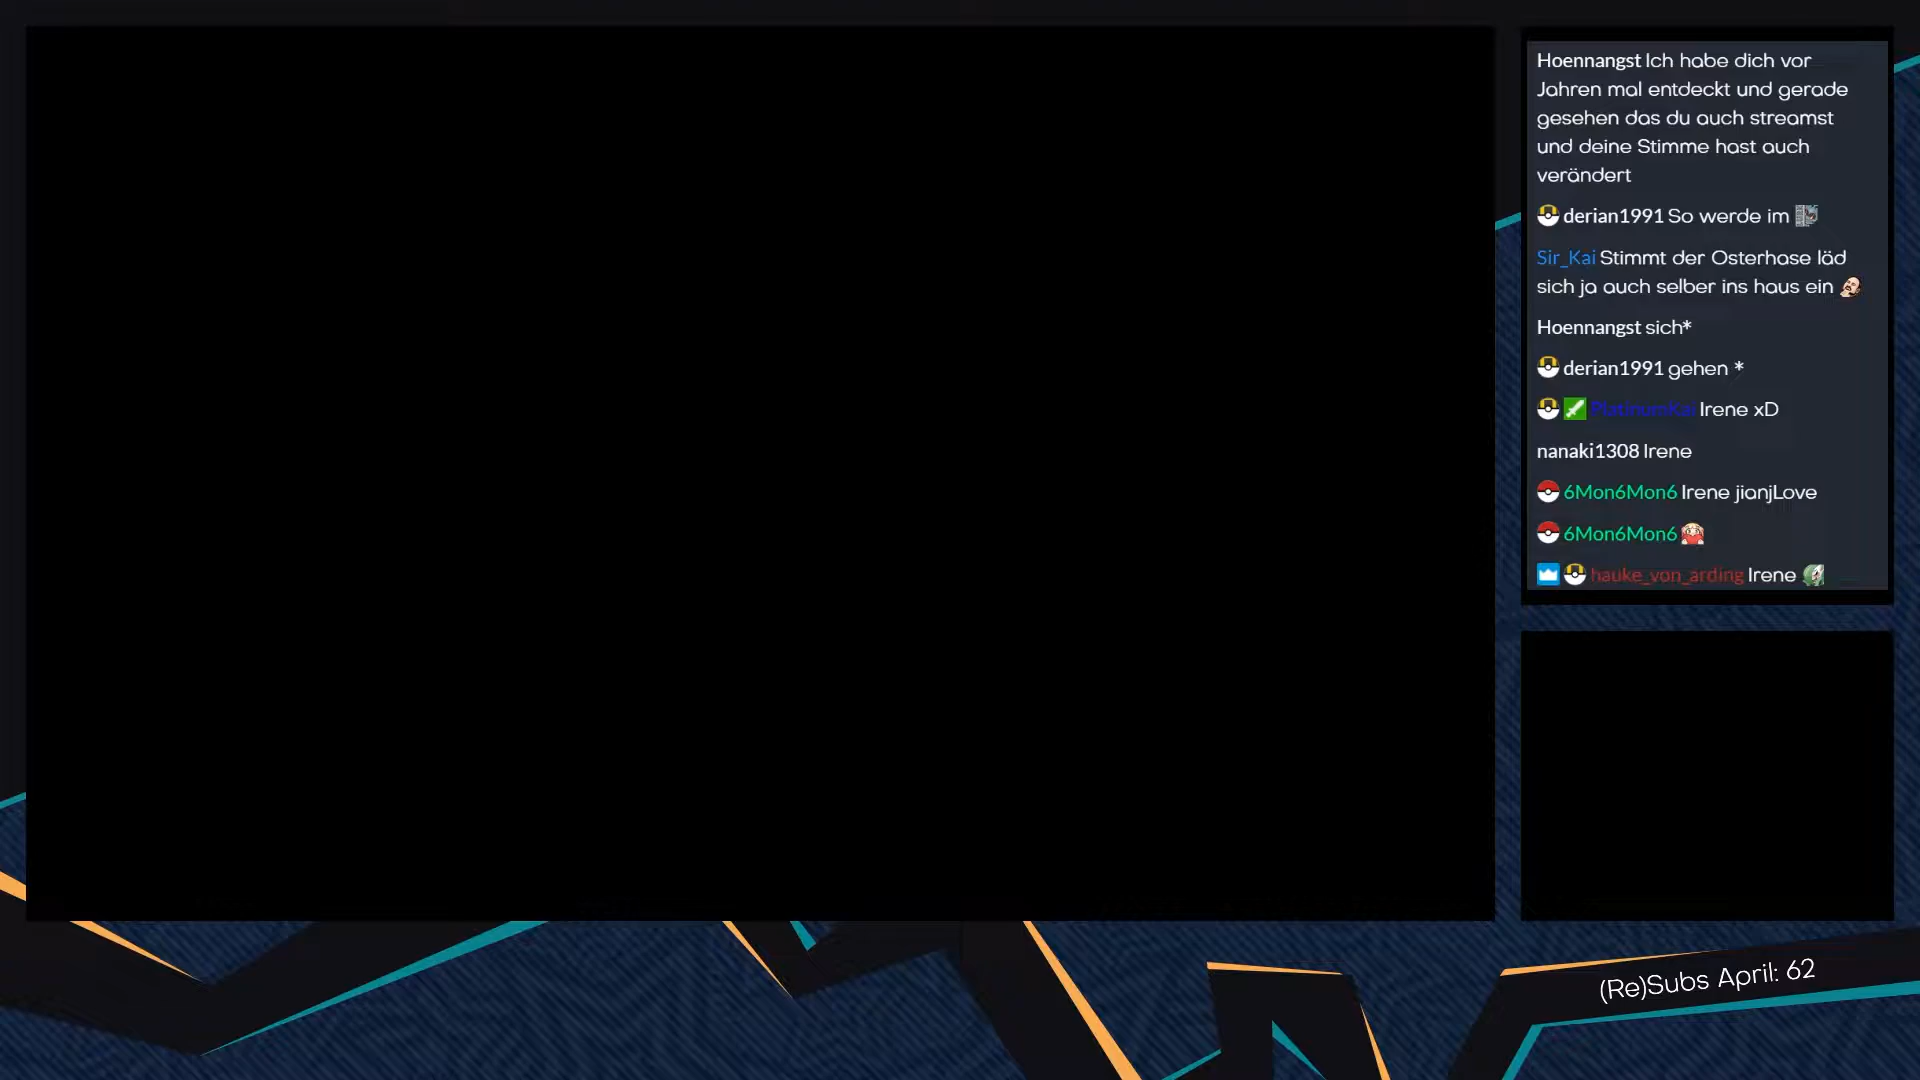 Hoennangst Ich habe dich vor
Jahren mal entdeckt und gerade
gesehen das du auch streamst
und deine Stimme hast auch
verändert
derian1991 So werde im
Sir_Kai Stimmt der Osterhase läd
sich ja auch selber ins haus ein
Hoennangst sich*
derian1991 gehen *
PlatinumKai Irene xD
nanaki1308 Irene
6Mon6Mon6 Irene jianjLove
6Mon6Mon6
hauke_von_arding Irene
(Re)Subs April: 62